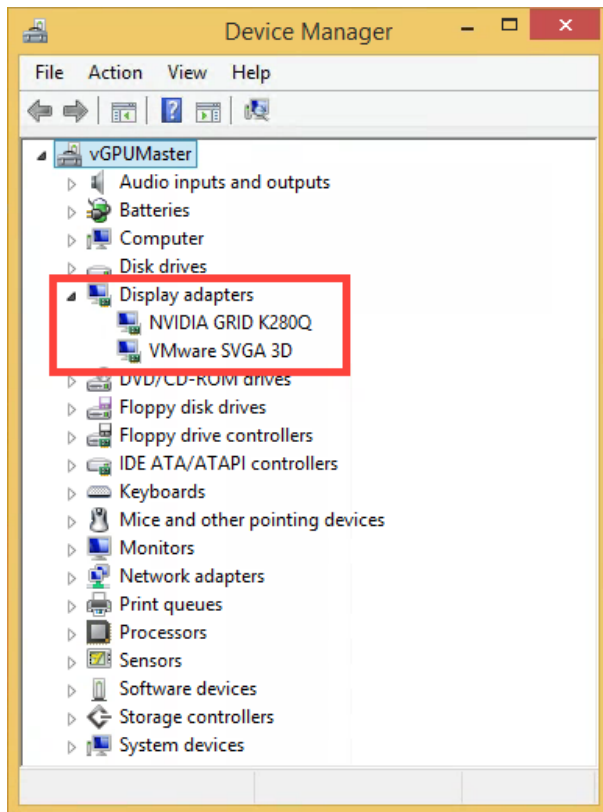 Device Manager
File Action View Help
vGPUMaster
Audio inputs and outputs
Batteries
Computer
Disk drives
Display adapters
NVIDIA GRID K280Q
VMware SVGA 3D
DVD/CD-ROM drives
Floppy disk drives
Floppy drive controllers
IDE ATA/ATAPI controllers
Keyboards
Mice and other pointing devices
Monitors
Network adapters
Print queues
Processors
Sensors
Software devices
Storage controllers
System devices